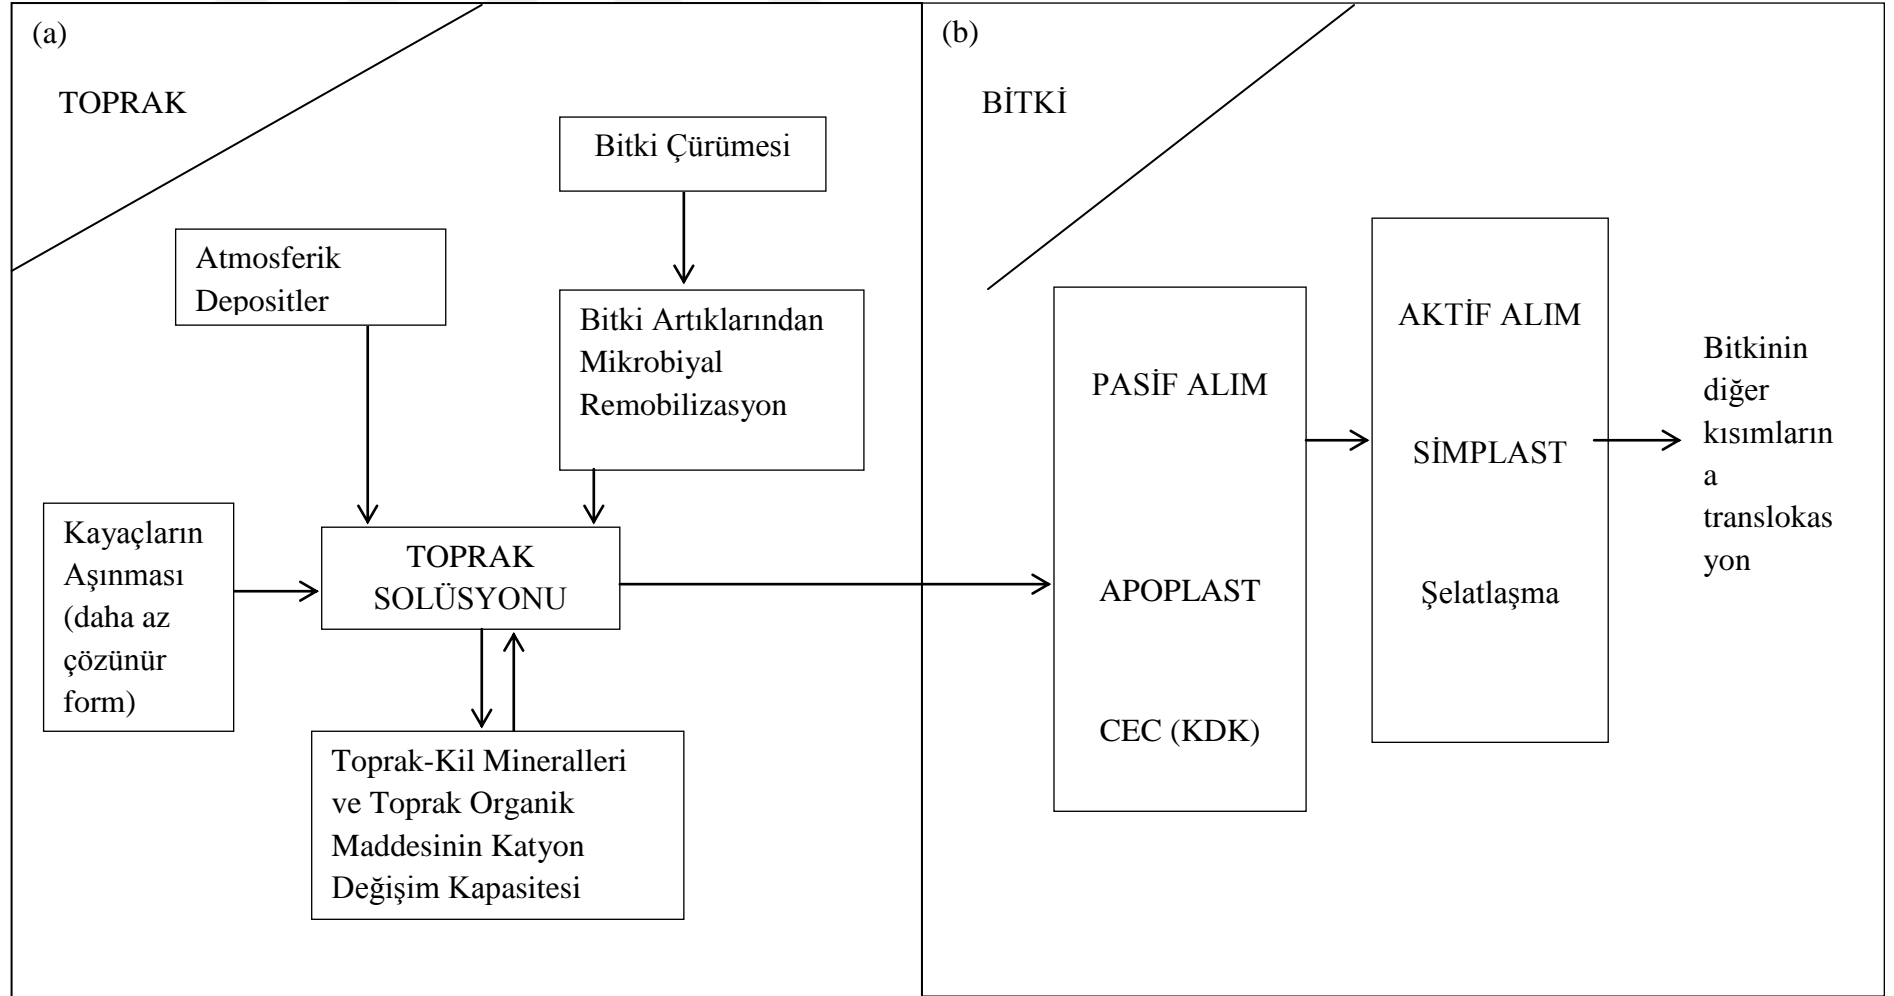 (a)
TOPRAK
Bitki Çürümesi
Atmosferik
Depositler
Bitki Artıklarından
Mikrobiyal
Remobilizasyon
Kayaçların
Aşınması
(daha az
çözünür
form)
TOPRAK
SOLÜSYONU
Toprak-Kil Mineralleri
ve Toprak Organik
Maddesinin Katyon
Değişim Kapasitesi
(b)
BİTKİ
PASİF ALIM
APOPLAST
CEC (KDK)
AKTİF ALIM
SİMPLAST
Şelatlaşma
Bitkinin
diğer
kısımların
a
translokas
yon